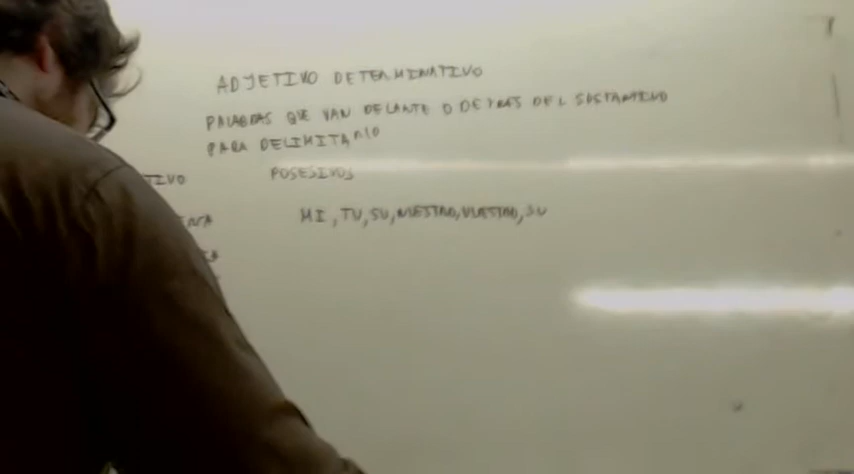 ADJETIVO DETERMINATIVO
PALABRAS QUE VAN DELANTE O DETRAS DEL SUSTANTIVO
PARA DELIMITARLO
TIVO POSESIVOS
MI, TU, SU, NUESTRO, VUESTRO, SU